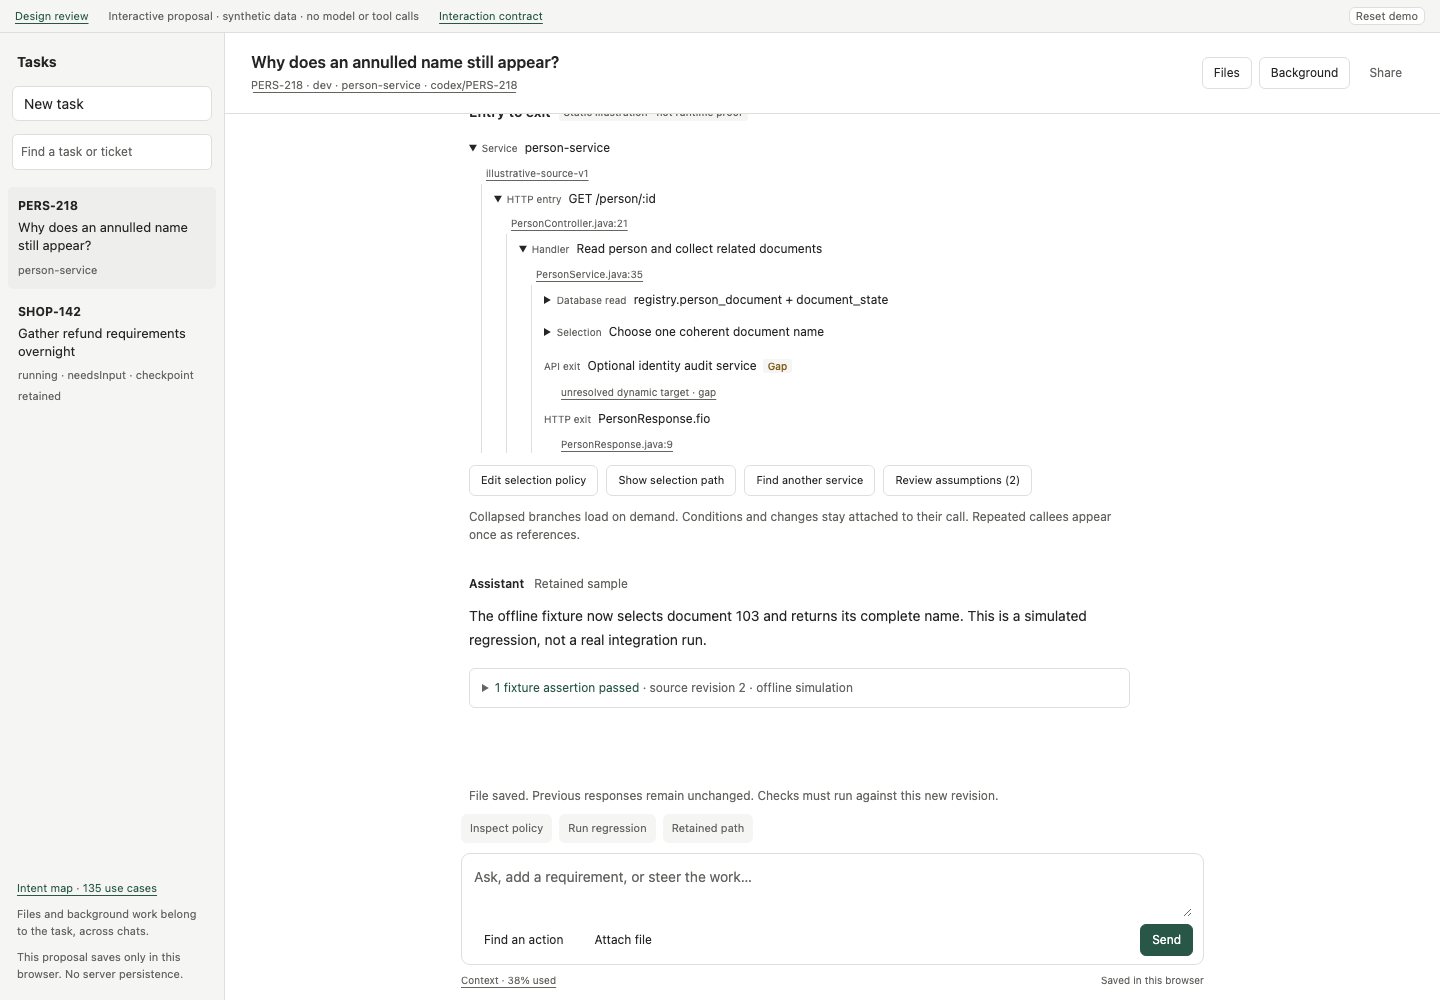 Design review
Interactive proposal · synthetic data · no model or tool calls
Interaction contract
Reset demo
Tasks
New task
Find a task or ticket
PERS-218
Why does an annulled name
still appear?
person-service
SHOP-142
Gather refund requirements
overnight
running · needsInput · checkpoint
retained
Intent map · 135 use cases
Files and background work belong
to the task, across chats.
This proposal saves only in this
browser. No server persistence.
Why does an annulled name still appear?
PERS-218 · dev · person-service · codex/PERS-218
Files
Background
Share
Entry to exit Static illustration · not runtime proof
Service person-service
illustrative-source-v1
HTTP entry GET /person/:id
PersonController.java:21
Handler Read person and collect related documents
PersonService.java:35
Database read registry.person_document + document_state
Selection Choose one coherent document name
API exit Optional identity audit service Gap
unresolved dynamic target · gap
HTTP exit PersonResponse.fio
PersonResponse.java:9
Edit selection policy
Show selection path
Find another service
Review assumptions (2)
Collapsed branches load on demand. Conditions and changes stay attached to their call. Repeated callees appear
once as references.
Assistant Retained sample
The offline fixture now selects document 103 and returns its complete name. This is a simulated
regression, not a real integration run.
1 fixture assertion passed · source revision 2 · offline simulation
File saved. Previous responses remain unchanged. Checks must run against this new revision.
Inspect policy
Run regression
Retained path
Ask, add a requirement, or steer the work...
Find an action
Attach file
Send
Context · 38% used
Saved in this browser